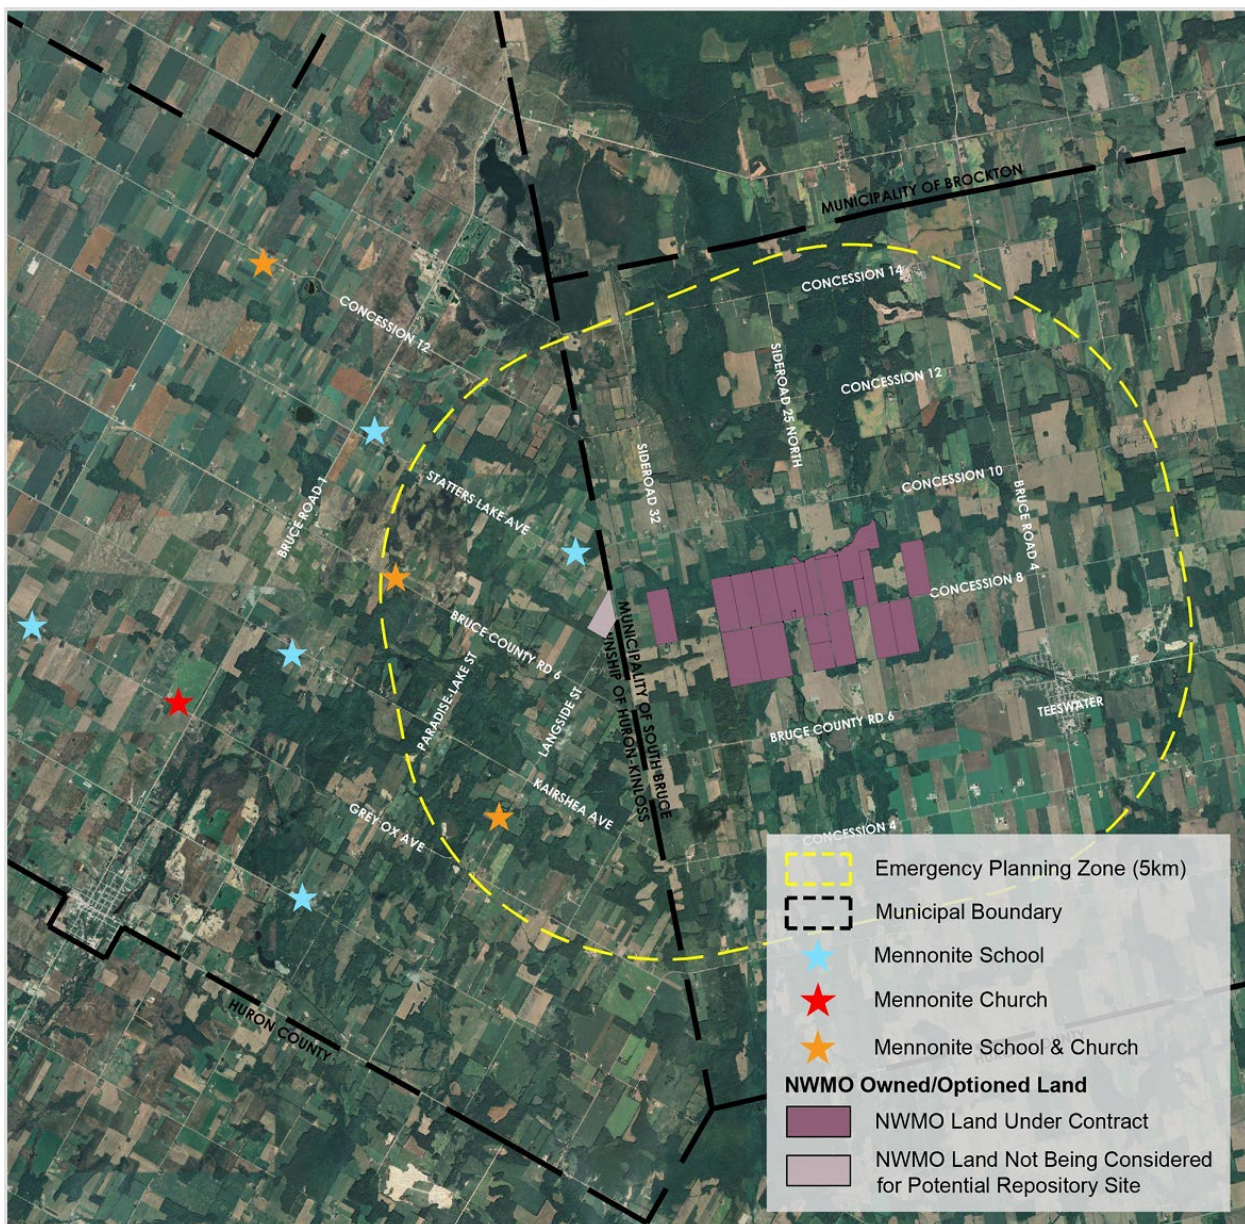 MUNICIPALITY OF BROCKTON
CONCESSION 14
CONCESSION 12
SIDEROAD 25 NORTH
CONCESSION 12
STATTERS LAKE AVE
SIDEROAD 32
CONCESSION 10
BRUCE ROAD 4
BRUCE ROAD 1
CONCESSION 8
BRUCE COUNTY RD 6
PARADISE-LAKE ST
LANGSIDE ST
MUNICIPALITY OF SOUTH BRUCE
NSHIP OF HURON-KINLOSS
TEESWATER
BRUCE COUNTY RD 6
KAIRSHEA AVE
GREY OX AVE
CONCESSION 4
HURON COUNTY
Emergency Planning Zone (5km)
Municipal Boundary
Mennonite School
Mennonite Church
Mennonite School & Church
NWMO Owned/Optioned Land
NWMO Land Under Contract
NWMO Land Not Being Considered
for Potential Repository Site